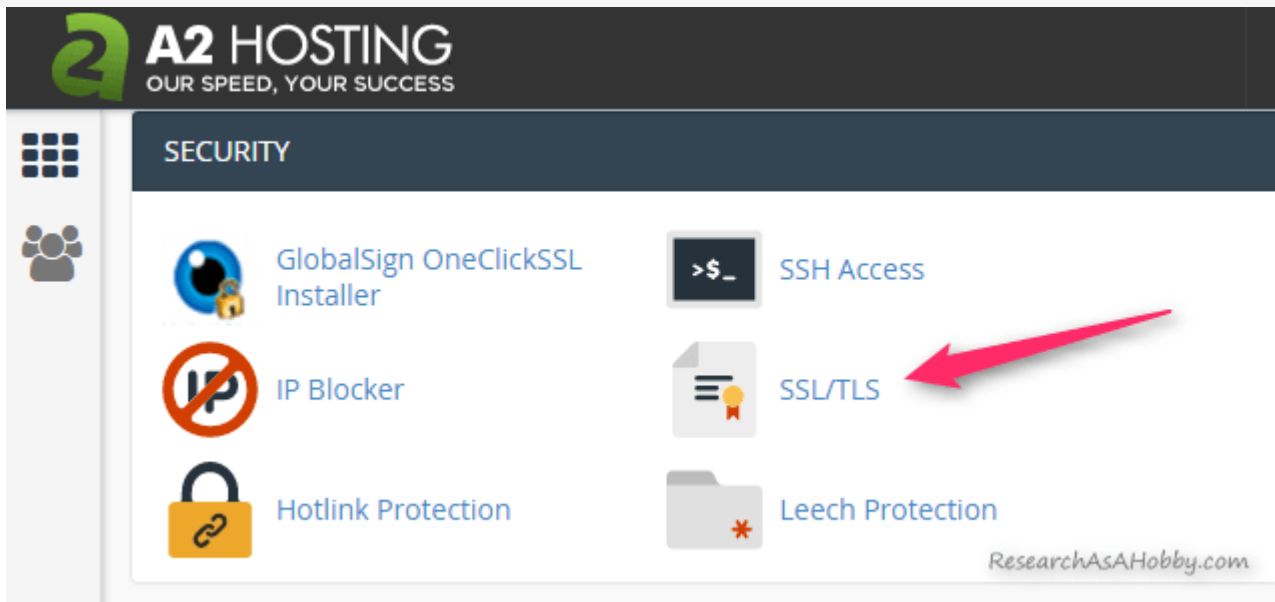 A2 HOSTING
OUR SPEED, YOUR SUCCESS
SECURITY
GlobalSign OneClickSSL
Installer
>$_
SSH Access
IP
IP Blocker
SSL/TLS
Hotlink Protection
Leech Protection
*
ResearchAsAHobby.com